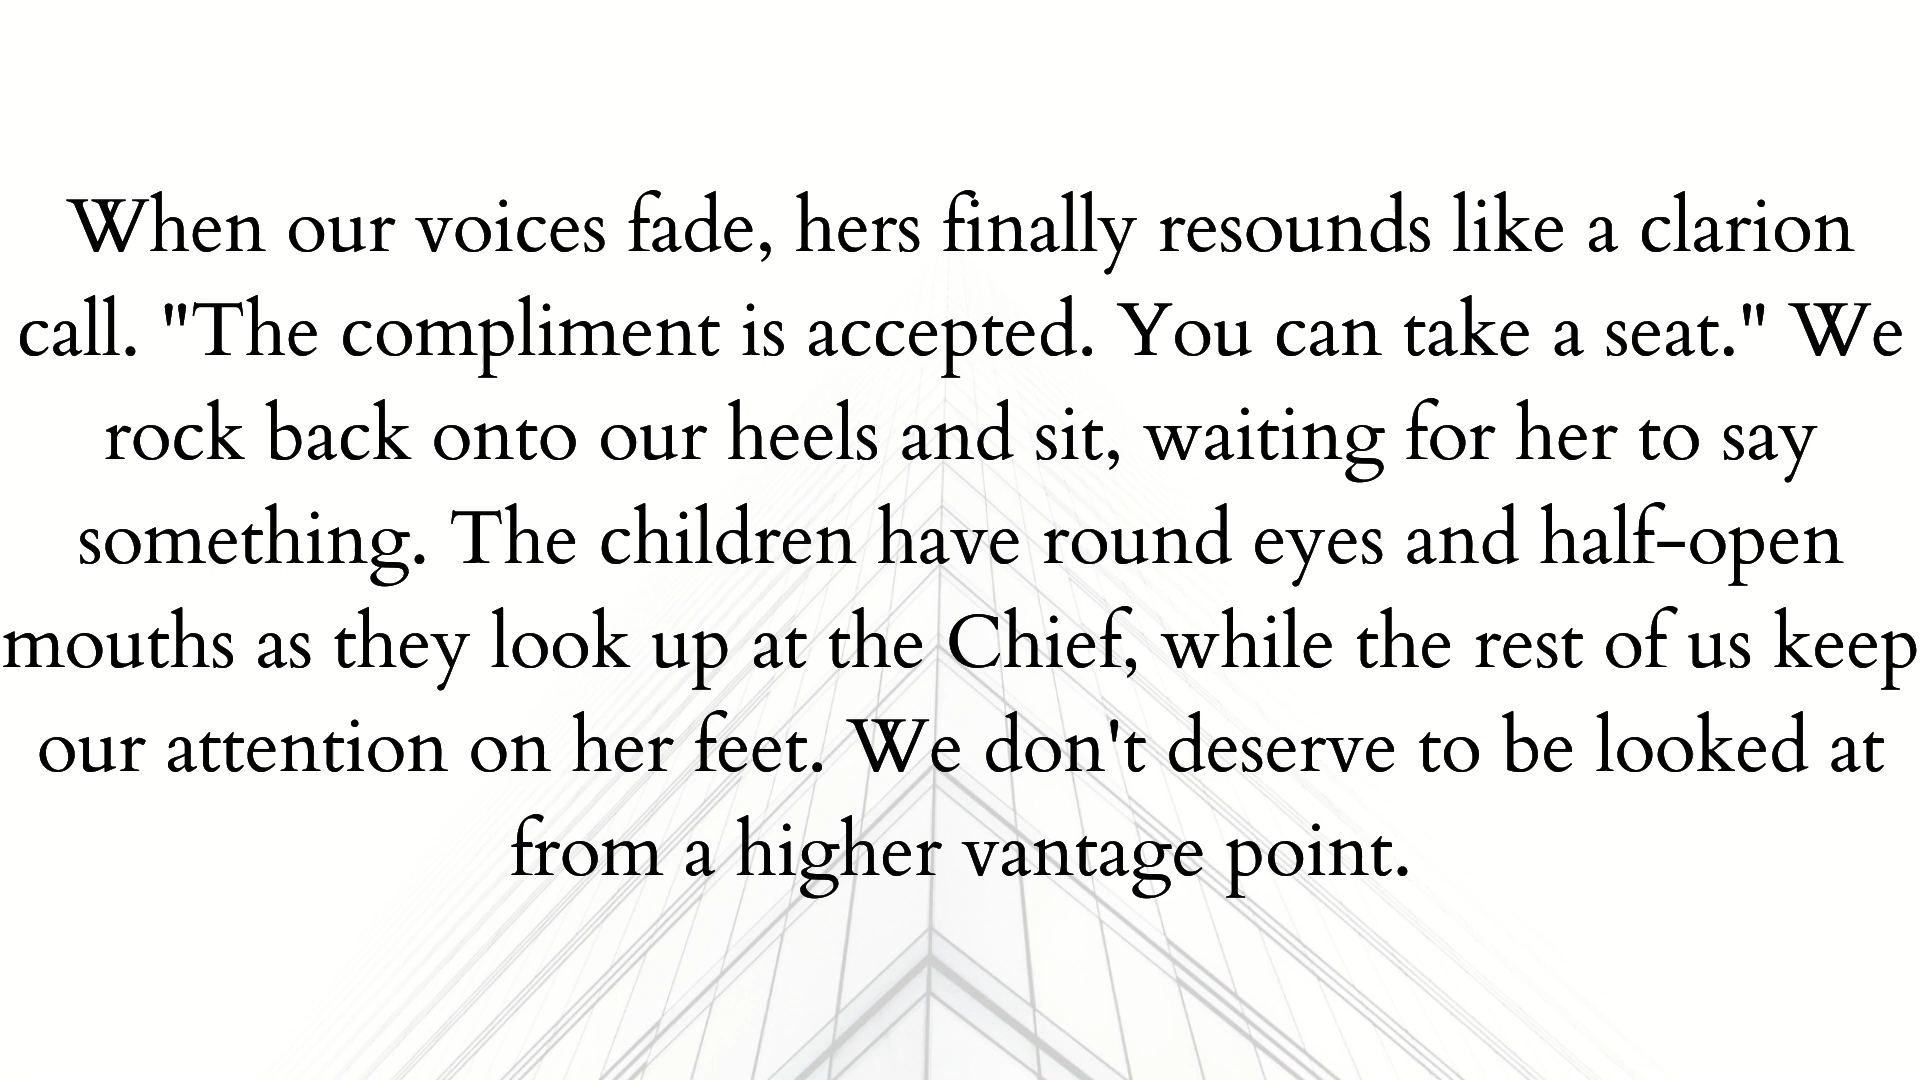 When our voices fade, hers finally resounds like a clarion
call. "The compliment is accepted. You can take a seat." We
rock back onto our heels and sit, waiting for her to say
something. The children have round eyes and half-open
mouths as they look up at the Chief, while the rest of us keep
our attention on her feet. We don't deserve to be looked at
from a higher vantage point.